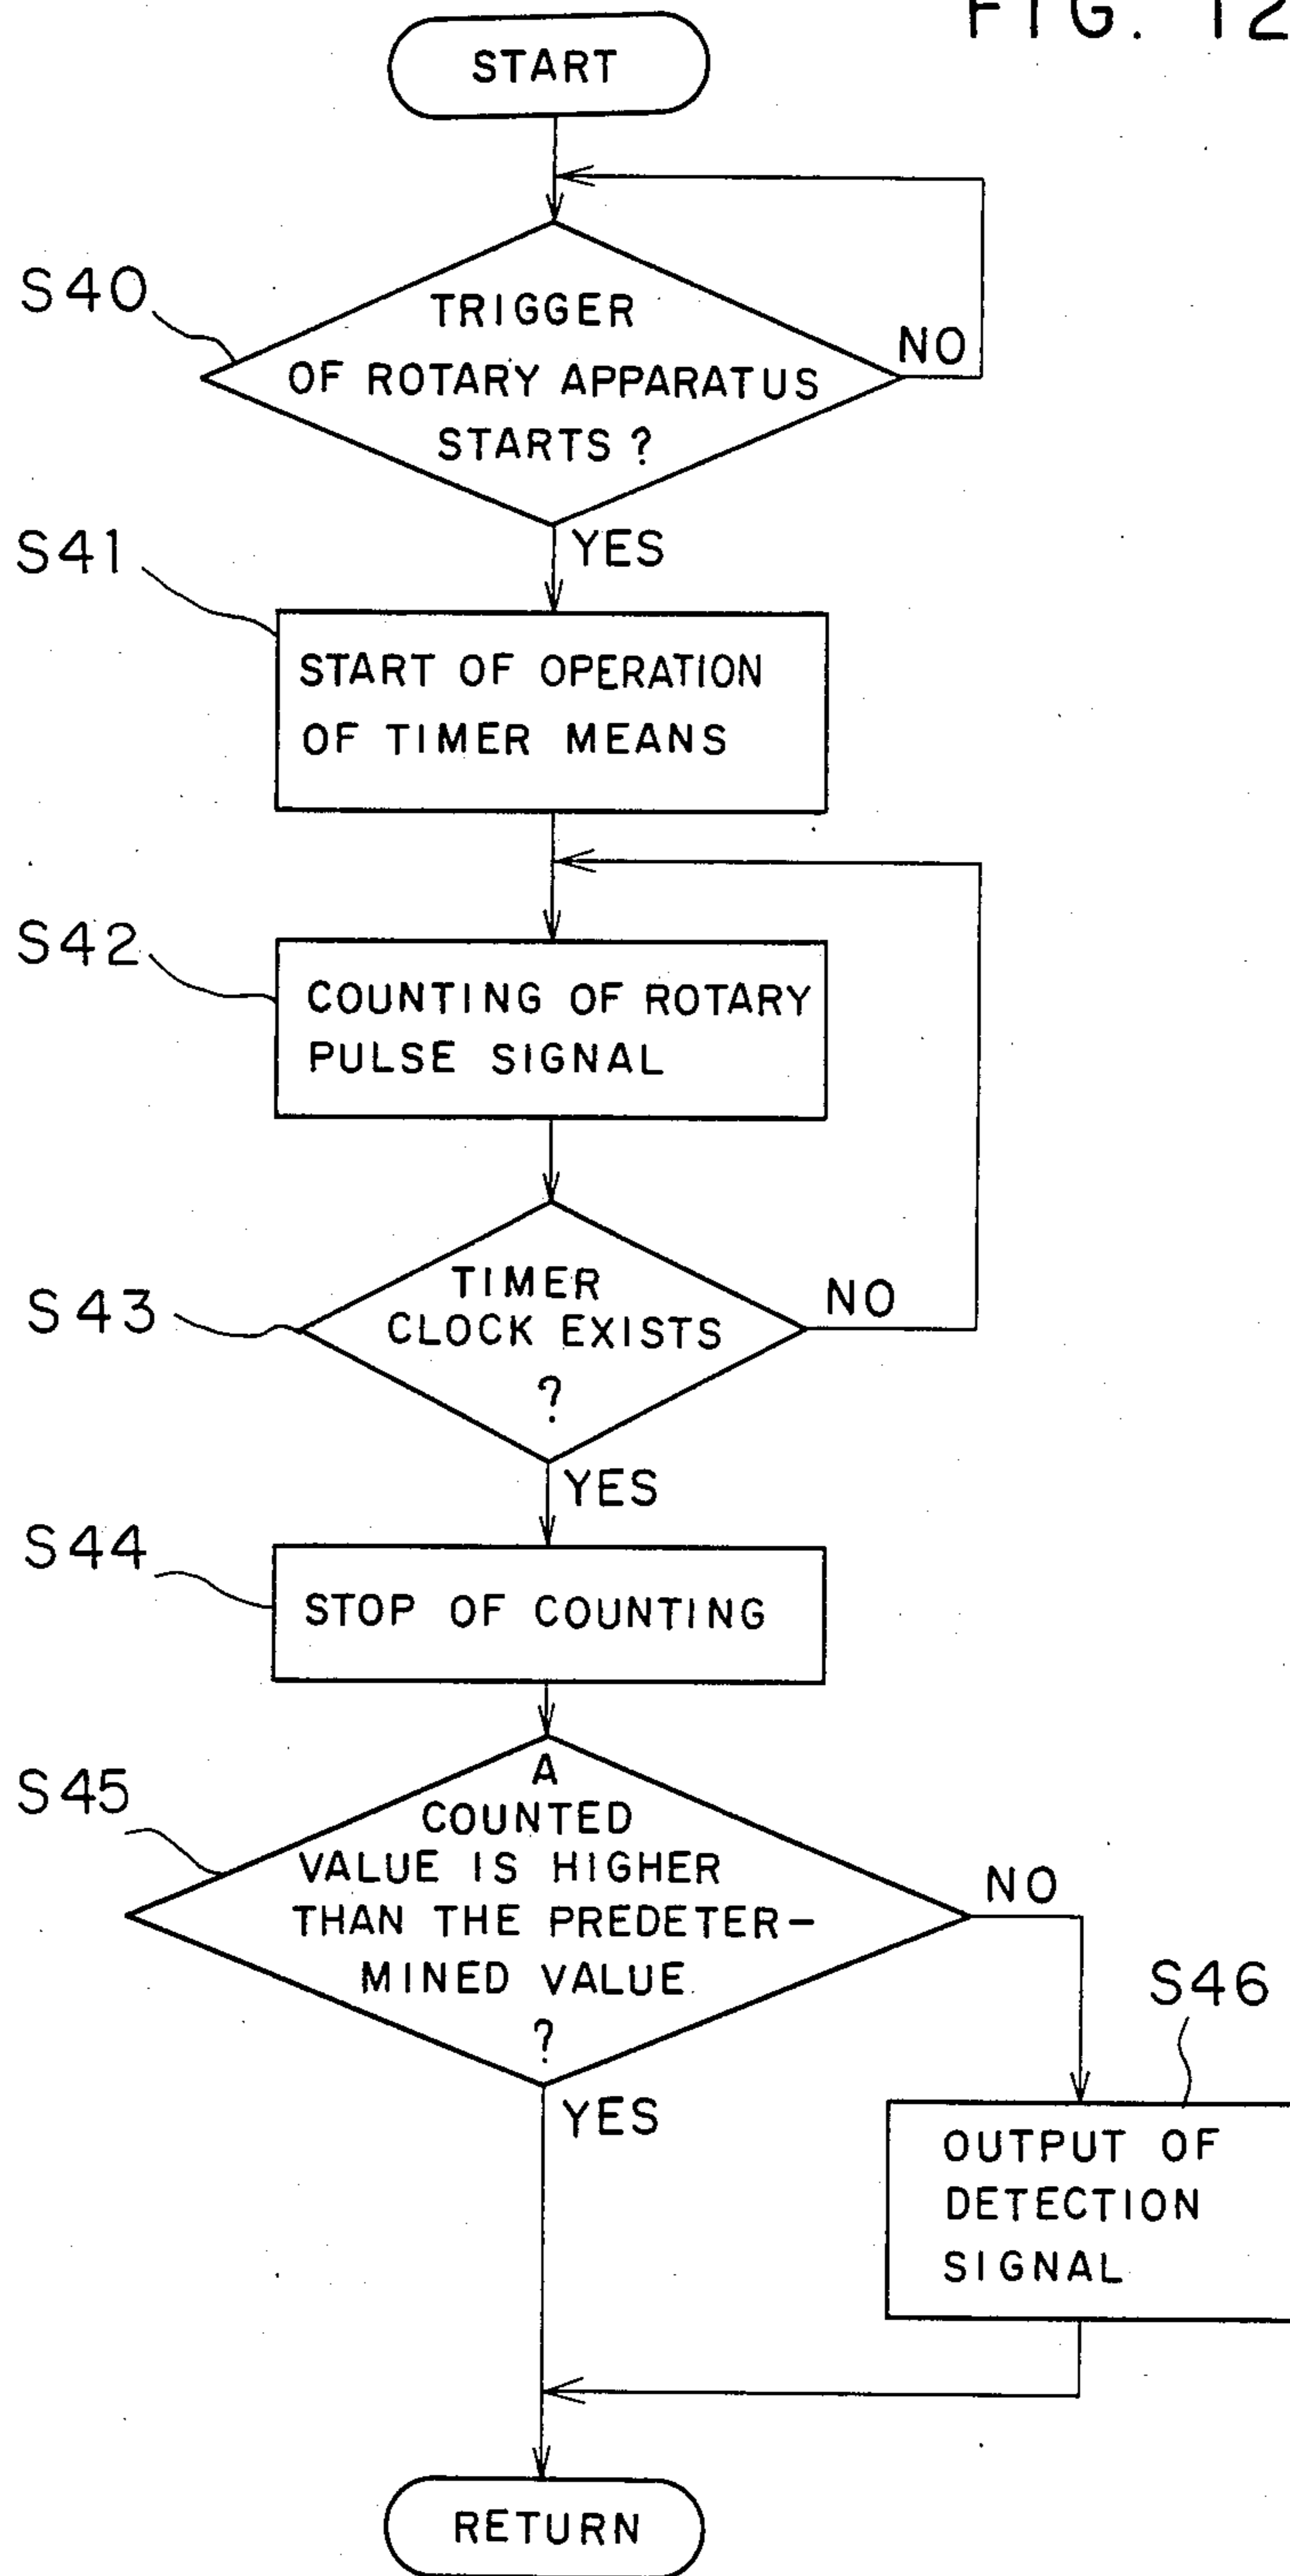 FIG. 12
START
S40
TRIGGER
OF ROTARY APPARATUS
STARTS ?
NO
YES
S41
START OF OPERATION
OF TIMER MEANS
S42
COUNTING OF ROTARY
PULSE SIGNAL
S43
TIMER
CLOCK EXISTS
?
NO
YES
S44
STOP OF COUNTING
S45
A
COUNTED
VALUE IS HIGHER
THAN THE PREDETER-
MINED VALUE
?
NO
YES
S46
OUTPUT OF
DETECTION
SIGNAL
RETURN